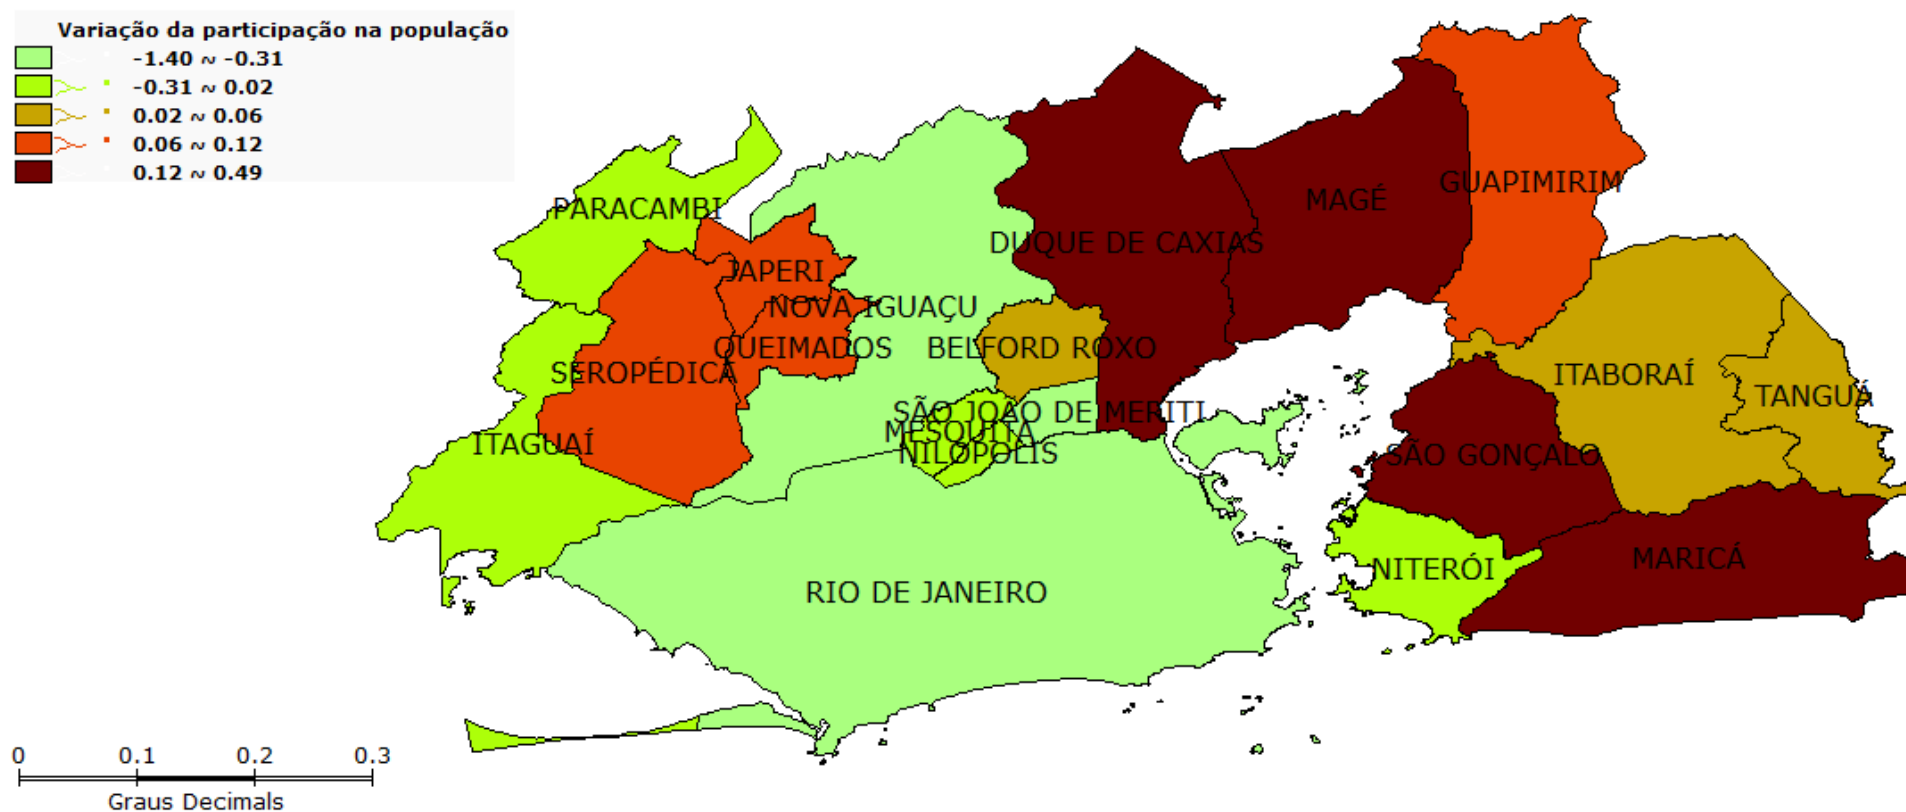 Variação da participação na população
-1.40 ~ -0.31
-0.31 ~ 0.02
0.02 ~ 0.06
0.06 ~ 0.12
0.12 ~ 0.49
GUAPIMIRIM
MAGÉ
PARACAMBI
DUQUE DE CAXIAS
JAPERI
NOVA IGUAÇU
QUEIMADOS
BELFORD ROXO
SEROPÉDICA
ITABORAÍ
TANGUÁ
SÃO JOAO DE MERITI
MESQUITA
ITAGUAÍ
NILOPOLIS
SÃO GONÇALO
MARICÁ
NITERÓI
RIO DE JANEIRO
0 0.1 0.2 0.3
Graus Decimals